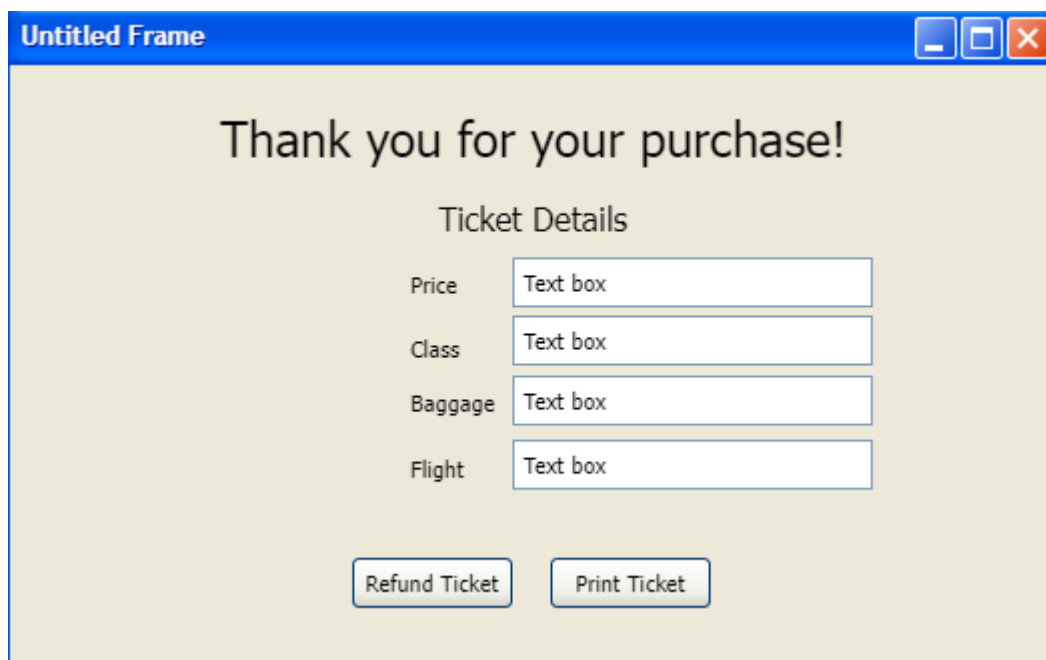 Untitled Frame
Thank you for your purchase!
Ticket Details
Price Text box
Class Text box
Baggage Text box
Flight Text box
Refund Ticket Print Ticket